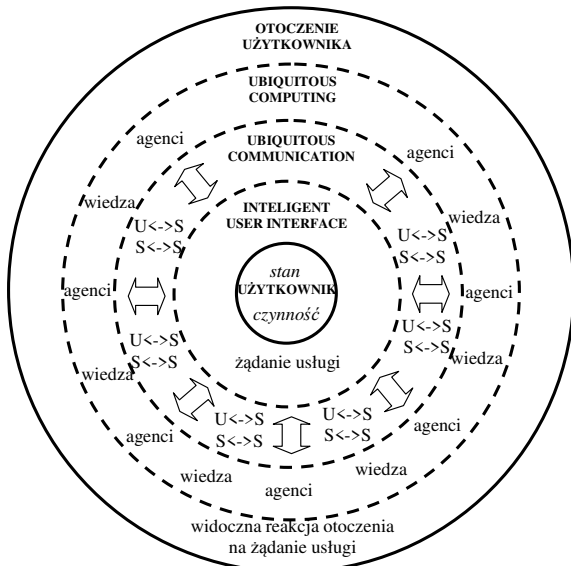 OTOCZENIE
UŻYTKOWNIKA
UBIQUITOUS
COMPUTING
agenci
UBIQUITOUS
COMMUNICATION
agenci
wiedza
INTELIGENT
USER INTERFACE
wiedza
U<->S
S<->S
U<->S
S<->S
agenci
stan
UŻYTKOWNIK
czynność
agenci
U<->S
S<->S
U<->S
S<->S
wiedza
żądanie usługi
wiedza
U<->S
S<->S
U<->S
S<->S
agenci
agenci
wiedza
wiedza
agenci
widoczna reakcja otoczenia
na żądanie usługi